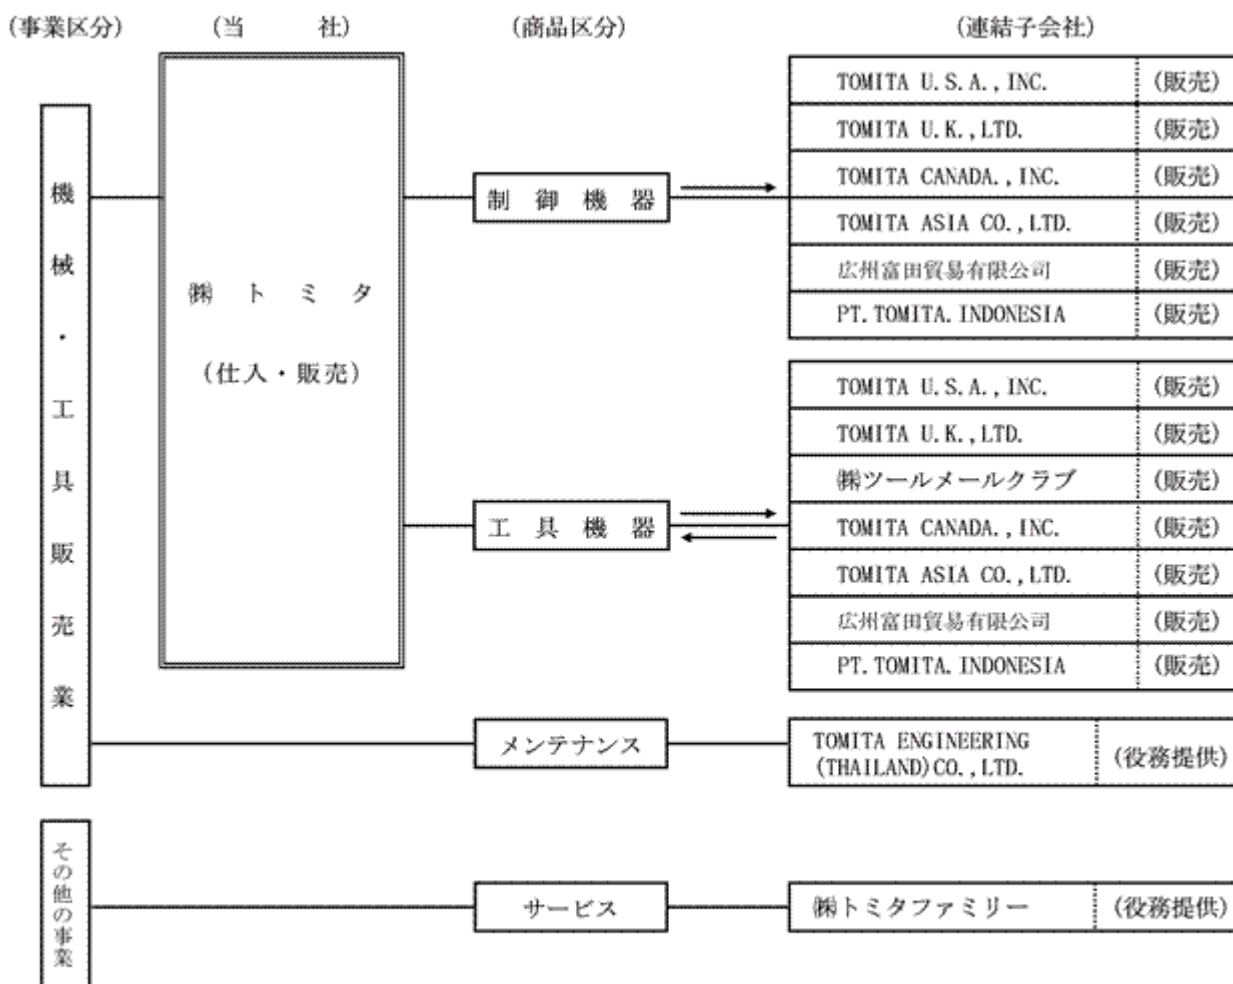 (事業区分) (当 社) (商品区分) (連結子会社)
機械・工具販売業
㈱トミタ
(仕入・販売)
制御機器
TOMITA U.S.A.,INC. (販売)
TOMITA U.K.,LTD. (販売)
TOMITA CANADA.,INC. (販売)
TOMITA ASIA CO.,LTD. (販売)
広州富田貿易有限公司 (販売)
PT.TOMITA.INDONESIA (販売)
工具機器
TOMITA U.S.A.,INC. (販売)
TOMITA U.K.,LTD. (販売)
㈱ツールメールクラブ (販売)
TOMITA CANADA.,INC. (販売)
TOMITA ASIA CO.,LTD. (販売)
広州富田貿易有限公司 (販売)
PT.TOMITA.INDONESIA (販売)
メンテナンス
TOMITA ENGINEERING
(THAILAND)CO.,LTD. (役務提供)
その他の事業
サービス
㈱トミタファミリー (役務提供)